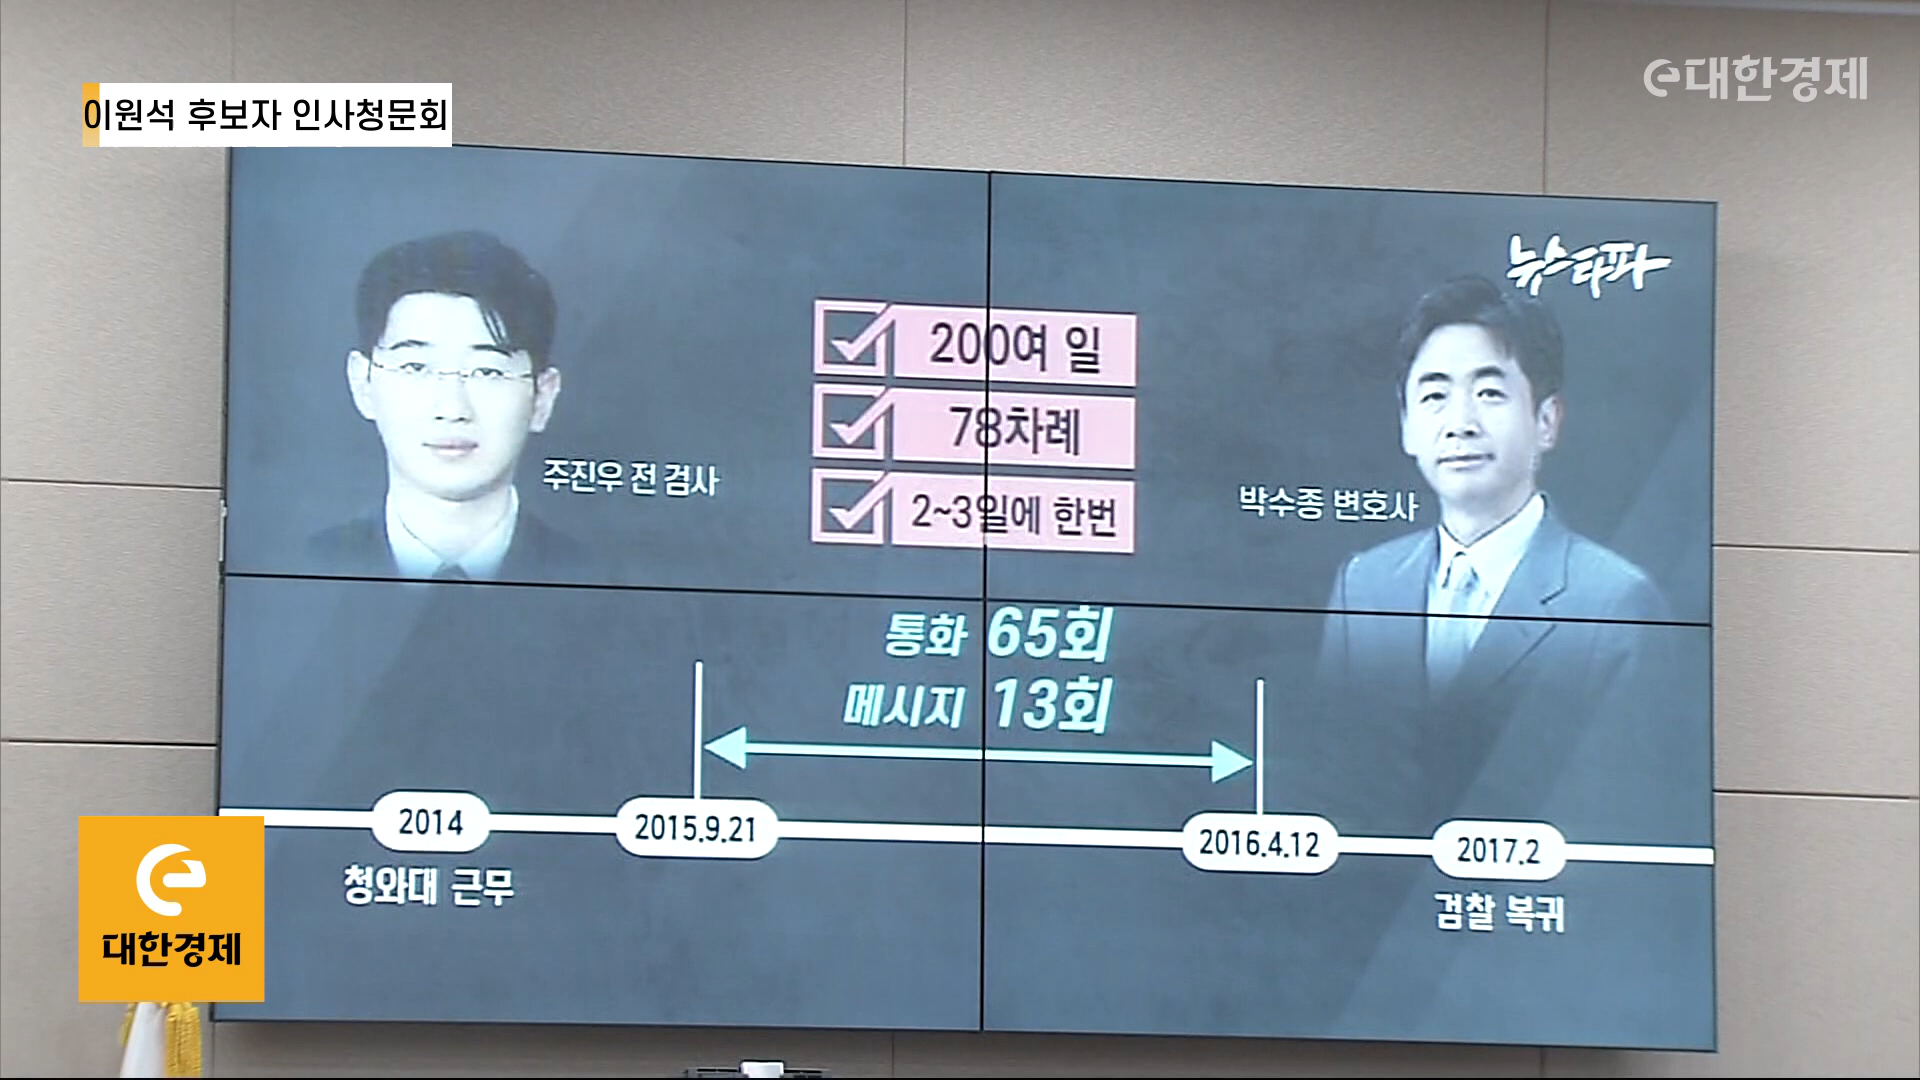 이원석 후보자 인사청문회
e대한경제
뉴스타파
200여 일
78차례
2~3일에 한번
주진우 전 검사
박수종 변호사
통화 65회
메시지 13회
2014
2015.9.21
2016.4.12
2017.2
청와대 근무
검찰 복귀
e
대한경제